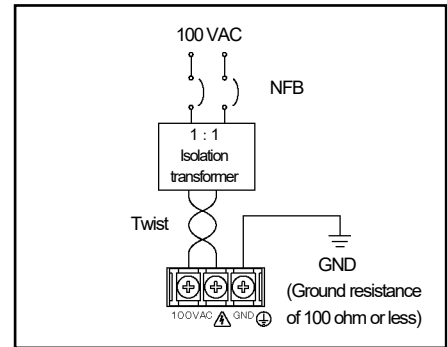 100 VAC
NFB
1 : 1
Isolation
transformer
Twist
GND
(Ground resistance
of 100 ohm or less)
100VAC GND